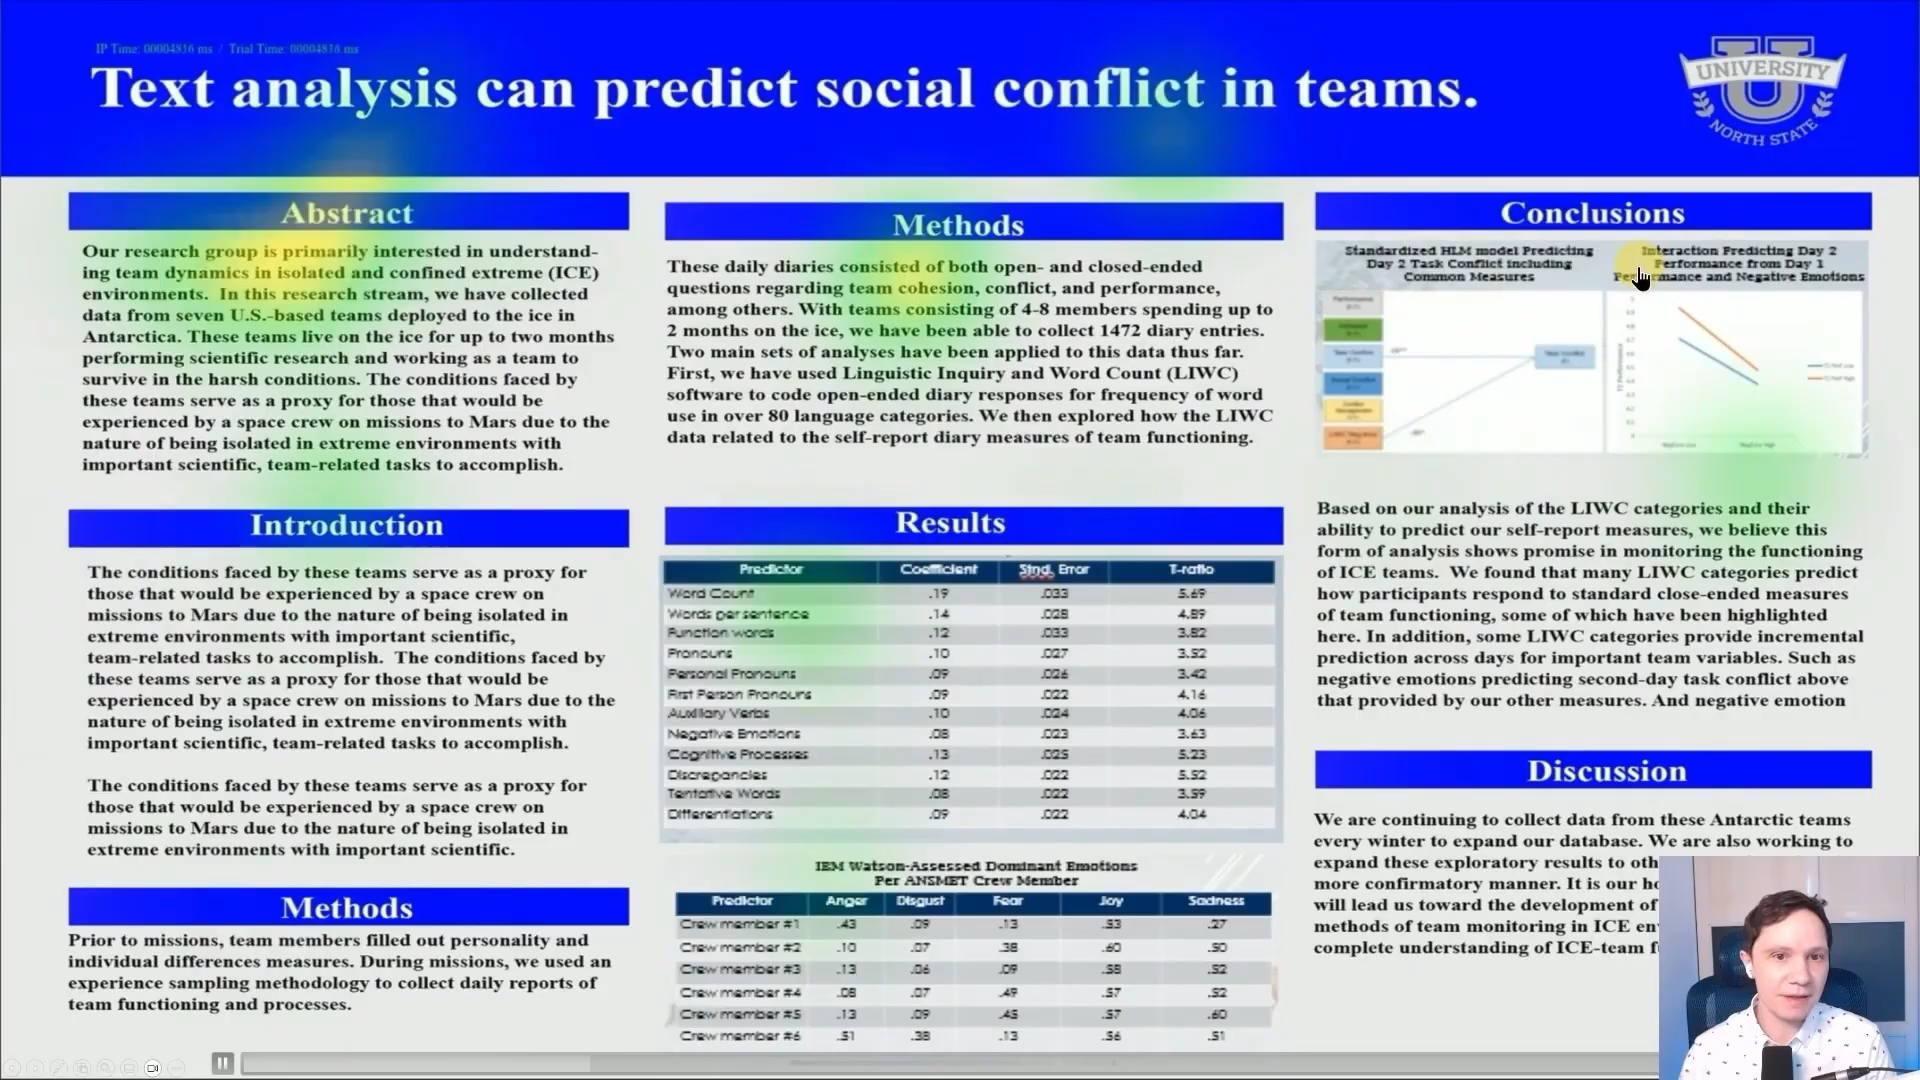 IP Time: 00004836 ms / Trial Time: 00004836 ms
Text analysis can predict social conflict in teams.
UNIVERSITY
U
NORTH STATE
Abstract
Our research group is primarily interested in understand-
ing team dynamics in isolated and confined extreme (ICE)
environments. In this research stream, we have collected
data from seven U.S.-based teams deployed to the ice in
Antarctica. These teams live on the ice for up to two months
performing scientific research and working as a team to
survive in the harsh conditions. The conditions faced by
these teams serve as a proxy for those that would be
experienced by a space crew on missions to Mars due to the
nature of being isolated in extreme environments with
important scientific, team-related tasks to accomplish.
Introduction
The conditions faced by these teams serve as a proxy for
those that would be experienced by a space crew on
missions to Mars due to the nature of being isolated in
extreme environments with important scientific,
team-related tasks to accomplish. The conditions faced by
these teams serve as a proxy for those that would be
experienced by a space crew on missions to Mars due to the
nature of being isolated in extreme environments with
important scientific, team-related tasks to accomplish.
The conditions faced by these teams serve as a proxy for
those that would be experienced by a space crew on
missions to Mars due to the nature of being isolated in
extreme environments with important scientific.
Methods
Prior to missions, team members filled out personality and
individual differences measures. During missions, we used an
experience sampling methodology to collect daily reports of
team functioning and processes.
Methods
These daily diaries consisted of both open- and closed-ended
questions regarding team cohesion, conflict, and performance,
among others. With teams consisting of 4-8 members spending up to
2 months on the ice, we have been able to collect 1472 diary entries.
Two main sets of analyses have been applied to this data thus far.
First, we have used Linguistic Inquiry and Word Count (LIWC)
software to code open-ended diary responses for frequency of word
use in over 80 language categories. We then explored how the LIWC
data related to the self-report diary measures of team functioning.
Results
Predictor Coefficient Stnd. Error T-ratio
Word Count .19 .033 5.69
Words per sentence .14 .028 4.89
Function words .12 .033 3.82
Pronouns .10 .027 3.52
Personal Pronouns .09 .026 3.42
First Person Pronouns .09 .022 4.16
Auxiliary Verbs .10 .024 4.06
Negative Emotions .08 .023 3.63
Cognitive Processes .13 .025 5.23
Discrepancies .12 .022 5.52
Tentative Words .08 .022 3.59
Differentiations .09 .022 4.04
IBM Watson-Assessed Dominant Emotions
Per ANSMET Crew Member
Predictor Anger Disgust Fear Joy Sadness
Crew member #1 .43 .09 .13 .53 .27
Crew member #2 .10 .07 .38 .60 .50
Crew member #3 .13 .06 .09 .58 .52
Crew member #4 .08 .07 .49 .57 .52
Crew member #5 .13 .09 .45 .57 .60
Crew member #6 .51 .38 .13 .56 .51
Conclusions
Standardized HLM model Predicting
Day 2 Task Conflict including
Common Measures
Interaction Predicting Day 2
Performance from Day 1
Performance and Negative Emotions
Based on our analysis of the LIWC categories and their
ability to predict our self-report measures, we believe this
form of analysis shows promise in monitoring the functioning
of ICE teams. We found that many LIWC categories predict
how participants respond to standard close-ended measures
of team functioning, some of which have been highlighted
here. In addition, some LIWC categories provide incremental
prediction across days for important team variables. Such as
negative emotions predicting second-day task conflict above
that provided by our other measures. And negative emotion
Discussion
We are continuing to collect data from these Antarctic teams
every winter to expand our database. We are also working to
expand these exploratory results to oth
more confirmatory manner. It is our ho
will lead us toward the development of
methods of team monitoring in ICE en
complete understanding of ICE-team f